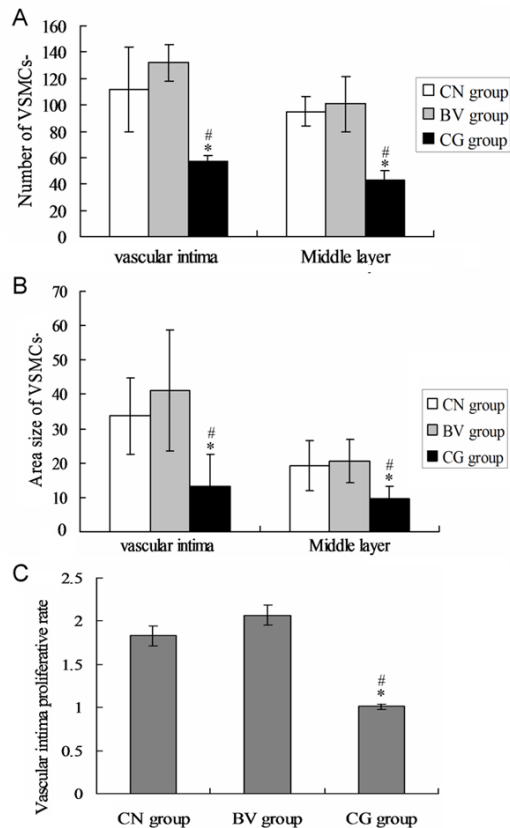 A
Number of VSMCs-
160
140
120
100
80
60
40
20
0
#
*
#
*
vascular intima
Middle layer
CN group
BV group
CG group
B
Area size of VSMCs-
70
60
50
40
30
20
10
0
#
*
#
*
vascular intima
Middle layer
CN group
BV group
CG group
C
Vascular intima proliferative rate
2.5
2
1.5
1
0.5
0
#
*
CN group
BV group
CG group